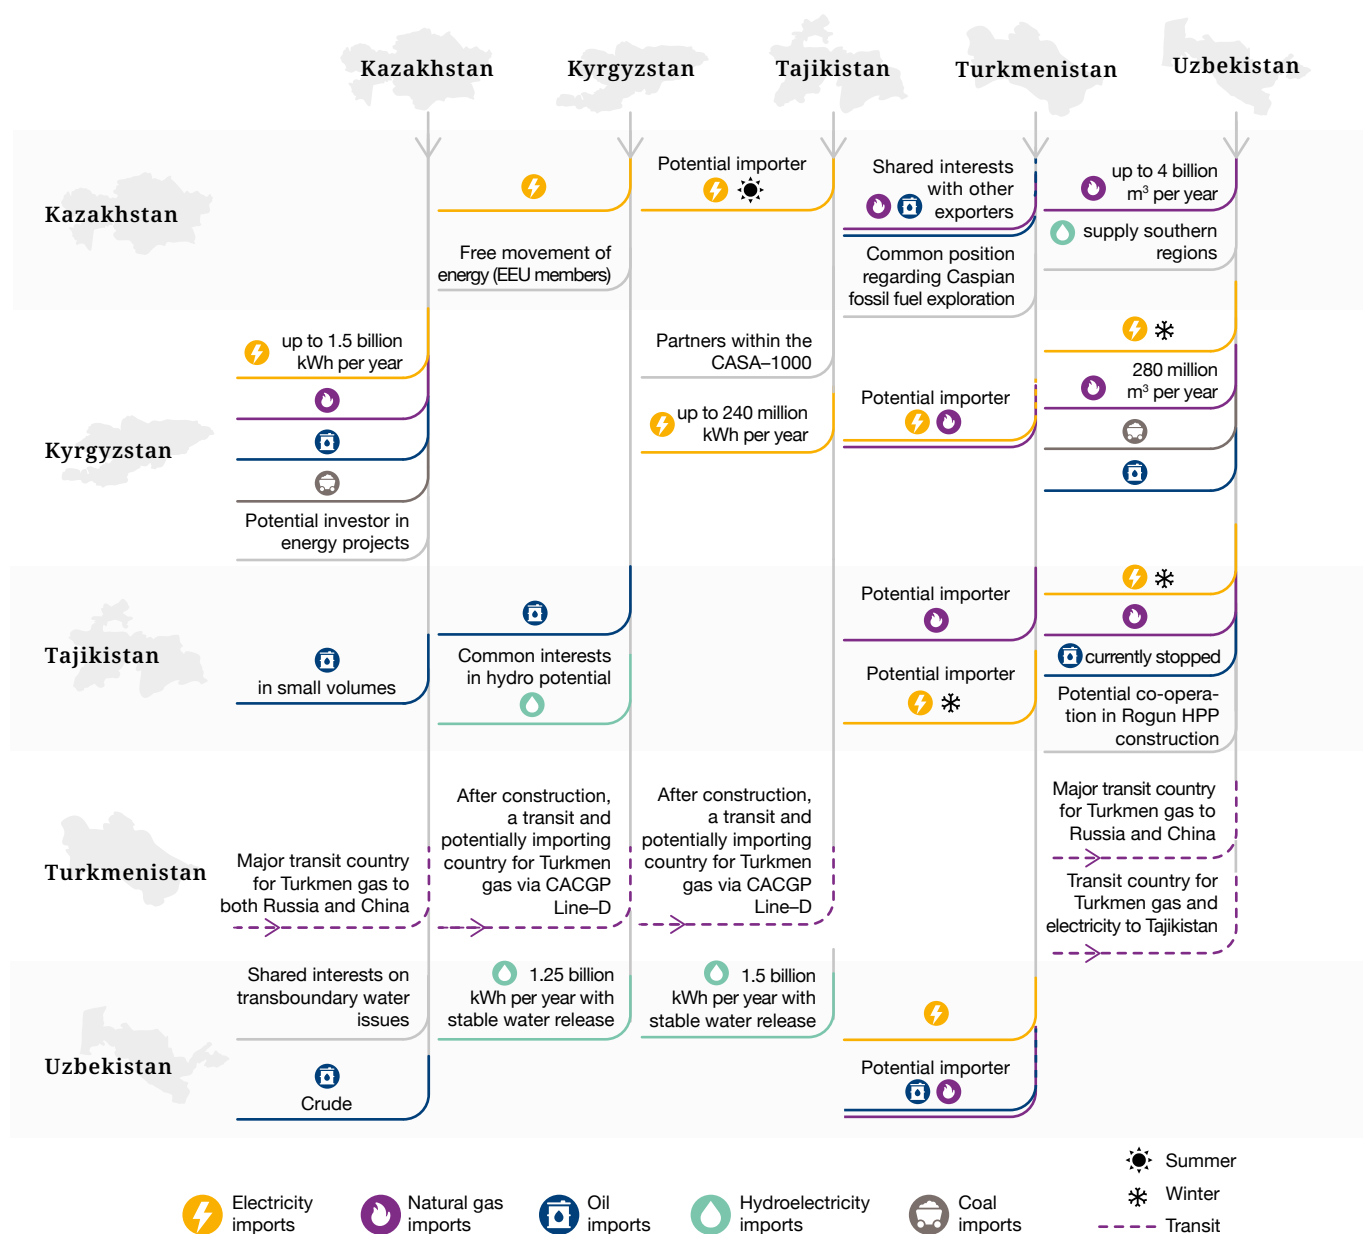 Kazakhstan
Kyrgyzstan
Tajikistan
Turkmenistan
Uzbekistan
Kazakhstan
Potential importer
Shared interests
with other
exporters
up to 4 billion
m³ per year
supply southern
regions
Free movement of
energy (EEU members)
Common position
regarding Caspian
fossil fuel exploration
Kyrgyzstan
up to 1.5 billion
kWh per year
Potential investor in
energy projects
Partners within the
CASA–1000
up to 240 million
kWh per year
Potential importer
280 million
m³ per year
Tajikistan
in small volumes
Common interests
in hydro potential
Potential importer
Potential importer
currently stopped
Potential co-opera-
tion in Rogun HPP
construction
Turkmenistan
Major transit country
for Turkmen gas to
both Russia and China
After construction,
a transit and
potentially importing
country for Turkmen
gas via CACGP
Line–D
After construction,
a transit and
potentially importing
country for Turkmen
gas via CACGP
Line–D
Major transit country
for Turkmen gas to
Russia and China
Transit country for
Turkmen gas and
electricity to Tajikistan
Uzbekistan
Shared interests on
transboundary water
issues
Crude
1.25 billion
kWh per year with
stable water release
1.5 billion
kWh per year with
stable water release
Potential importer
Electricity
imports
Natural gas
imports
Oil
imports
Hydroelectricity
imports
Coal
imports
Summer
Winter
Transit